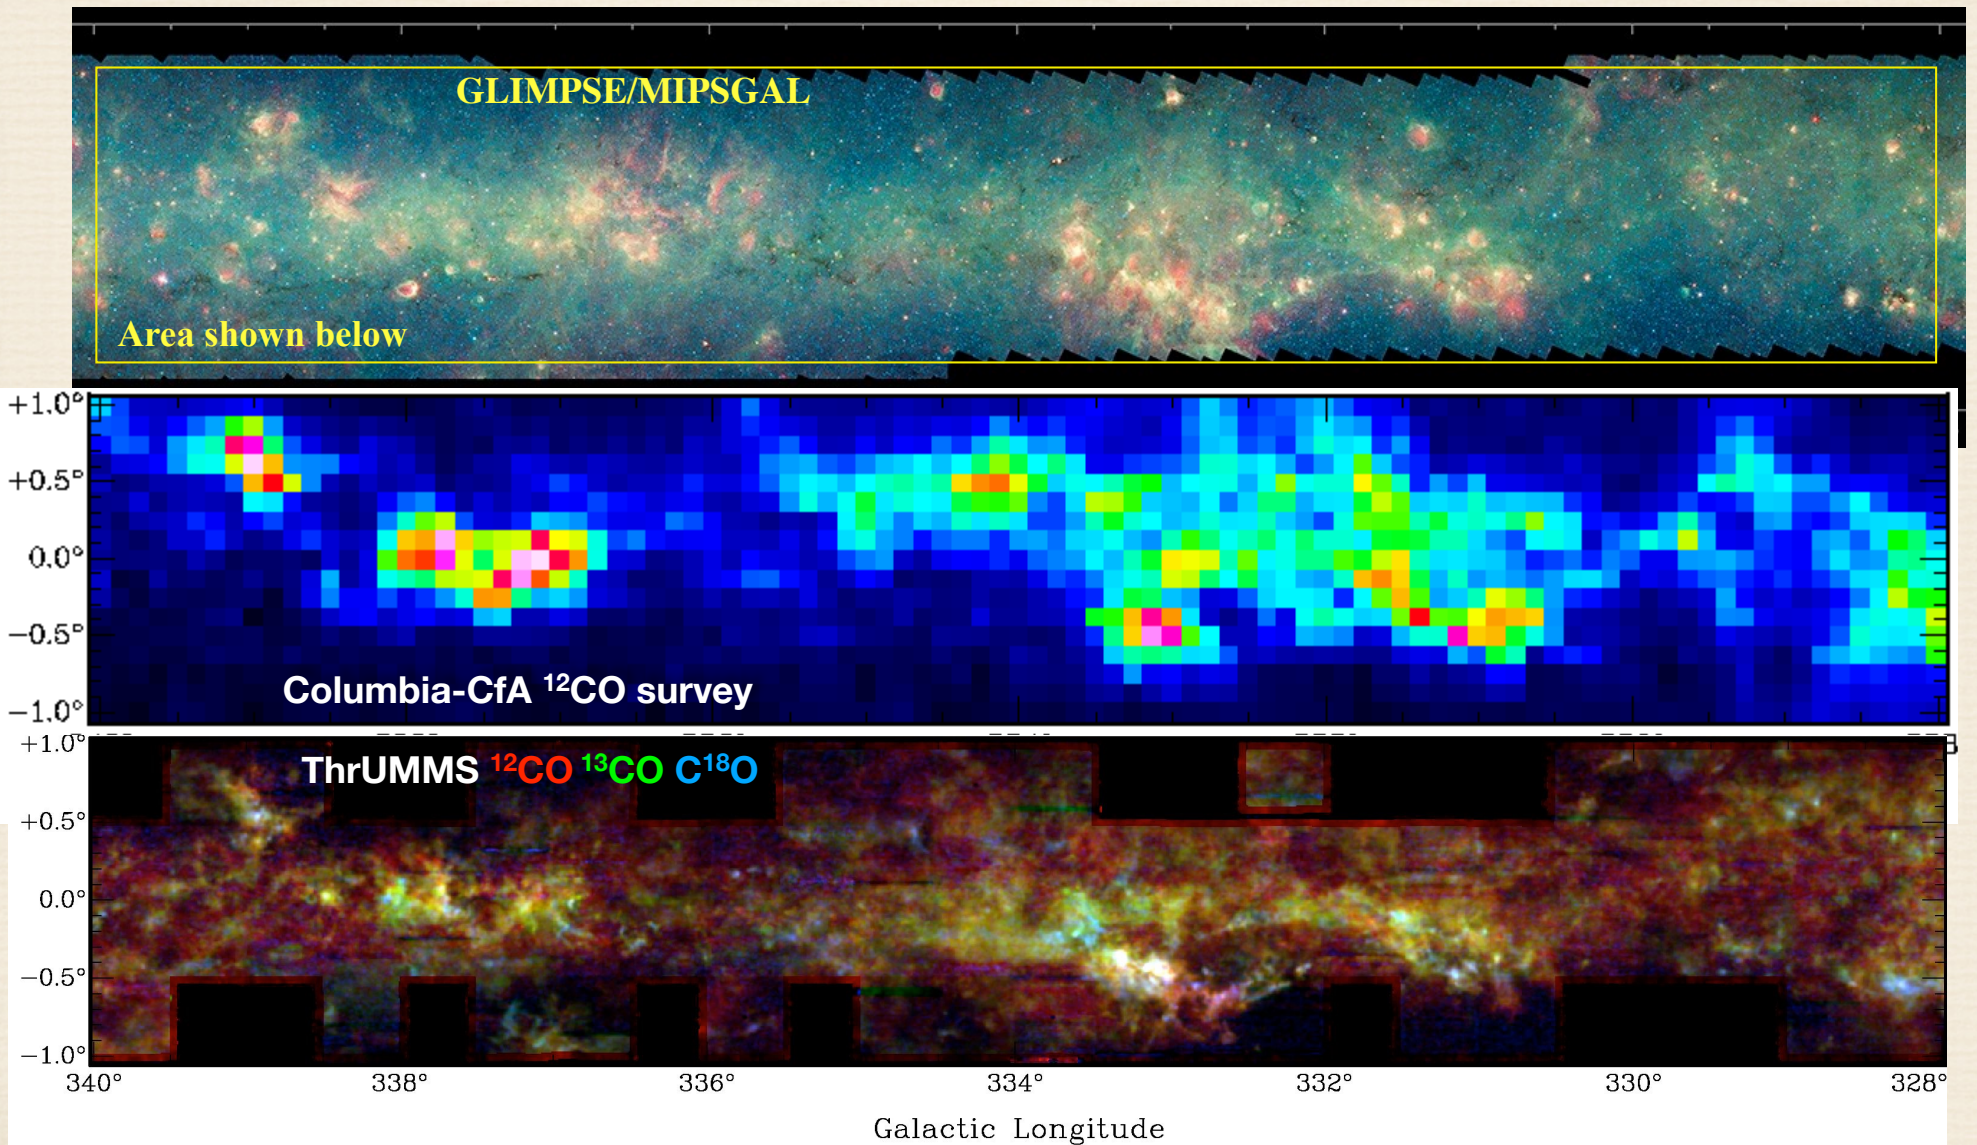 GLIMPSE/MIPSGAL
Area shown below
+1.0°
+0.5°
0.0°
−0.5°
−1.0°
Columbia-CfA ¹²CO survey
+1.0°
+0.5°
0.0°
−0.5°
−1.0°
ThrUMMS ¹²CO ¹³CO C¹⁸O
340° 338° 336° 334° 332° 330° 328°
Galactic Longitude